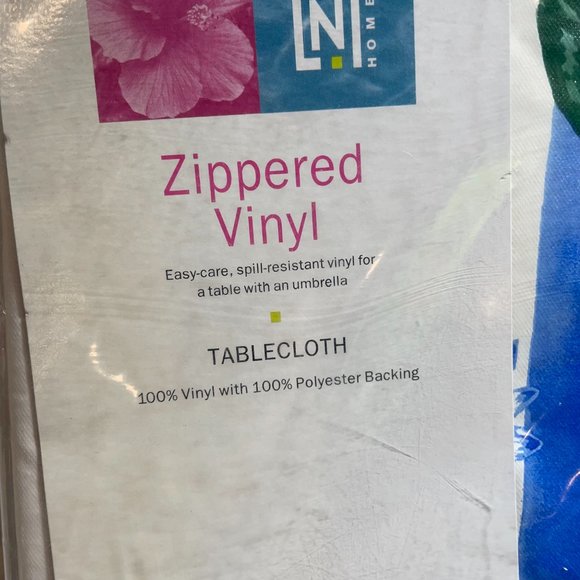 N
HOME
Zippered
Vinyl
Easy-care, spill-resistant vinyl for
a table with an umbrella
TABLECLOTH
100% Vinyl with 100% Polyester Backing